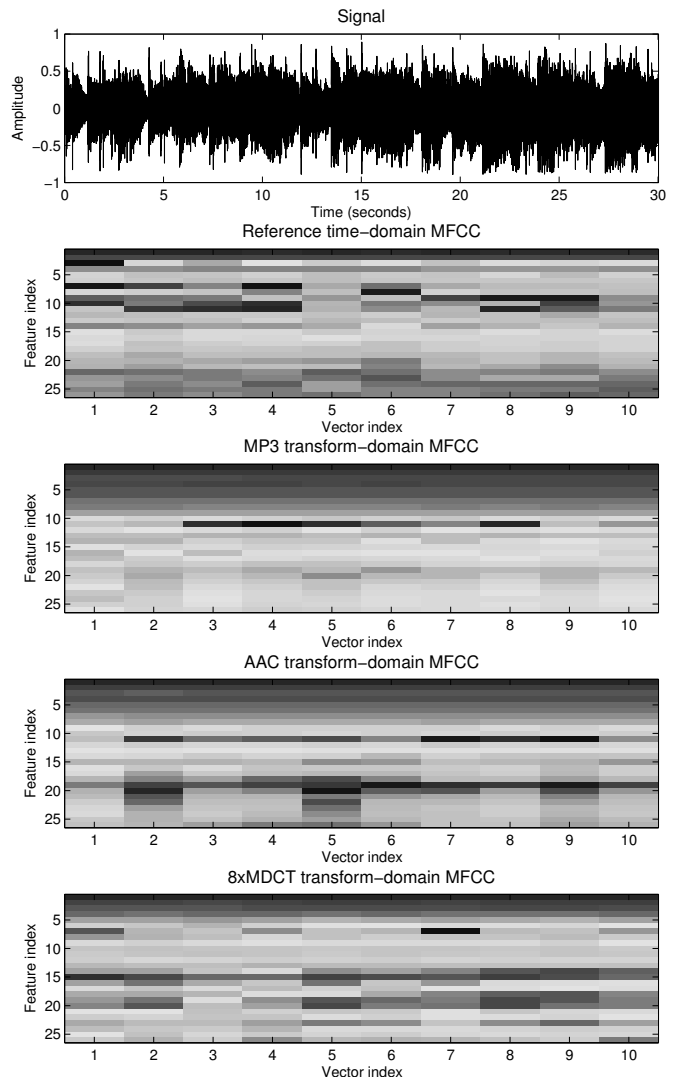 Signal
1
0.5
0
−0.5
−1
Amplitude
0 5 10 15 20 25 30
Time (seconds)
Reference time−domain MFCC
5
10
15
20
25
Feature index
1 2 3 4 5 6 7 8 9 10
Vector index
MP3 transform−domain MFCC
5
10
15
20
25
Feature index
1 2 3 4 5 6 7 8 9 10
Vector index
AAC transform−domain MFCC
5
10
15
20
25
Feature index
1 2 3 4 5 6 7 8 9 10
Vector index
8xMDCT transform−domain MFCC
5
10
15
20
25
Feature index
1 2 3 4 5 6 7 8 9 10
Vector index